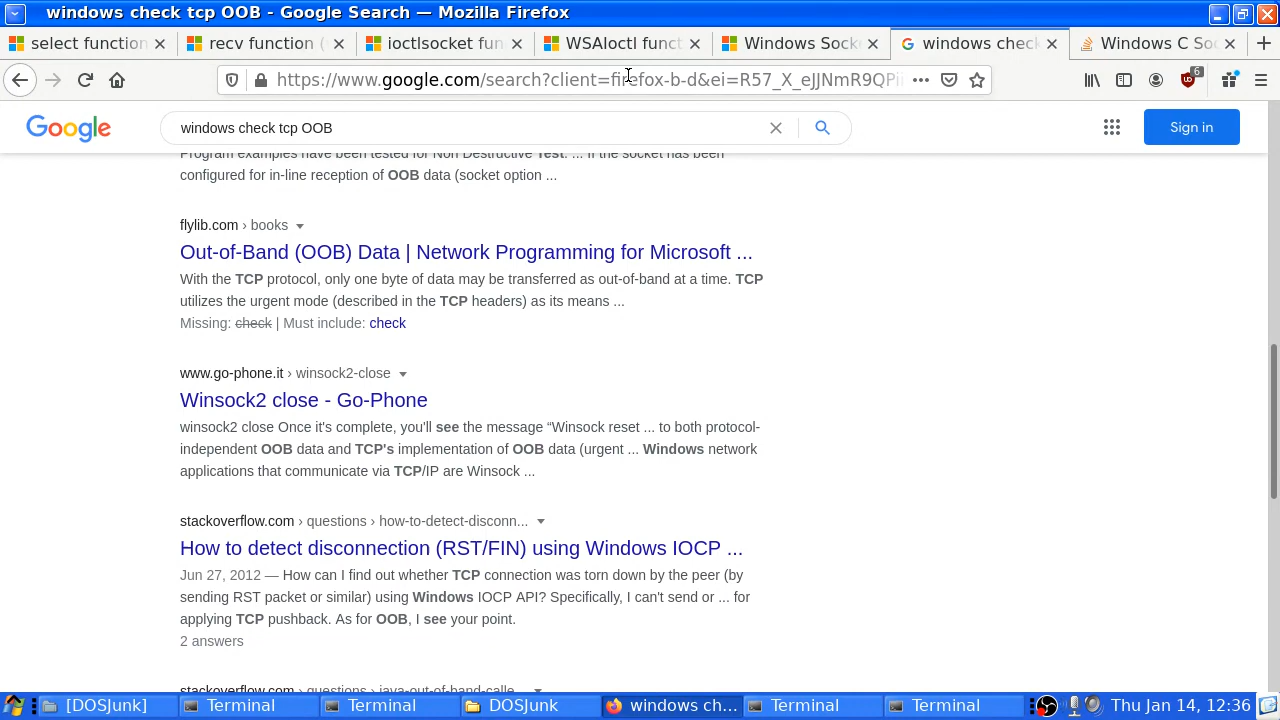 windows check tcp OOB - Google Search — Mozilla Firefox
select function
recv function (
ioctlsocket fun
WSAIoctl funct
Windows Sock
windows check
Windows C Soc
https://www.google.com/search?client=firefox-b-d&ei=R57_X_eJJNmR9QPi
6
Google
windows check tcp OOB
Sign in
Program examples have been tested for Non Destructive Test. ... If the socket has been
configured for in-line reception of OOB data (socket option ...
flylib.com › books
Out-of-Band (OOB) Data | Network Programming for Microsoft ...
With the TCP protocol, only one byte of data may be transferred as out-of-band at a time. TCP
utilizes the urgent mode (described in the TCP headers) as its means ...
Missing: check | Must include: check
www.go-phone.it › winsock2-close
Winsock2 close - Go-Phone
winsock2 close Once it's complete, you'll see the message “Winsock reset ... to both protocol-
independent OOB data and TCP's implementation of OOB data (urgent ... Windows network
applications that communicate via TCP/IP are Winsock ...
stackoverflow.com › questions › how-to-detect-disconn...
How to detect disconnection (RST/FIN) using Windows IOCP ...
Jun 27, 2012 — How can I find out whether TCP connection was torn down by the peer (by
sending RST packet or similar) using Windows IOCP API? Specifically, I can't send or ... for
applying TCP pushback. As for OOB, I see your point.
2 answers
stackoverflow.com › questions › java-out-of-band-calle...
[DOSJunk]
Terminal
Terminal
DOSJunk
windows ch...
Terminal
Terminal
Thu Jan 14, 12:36